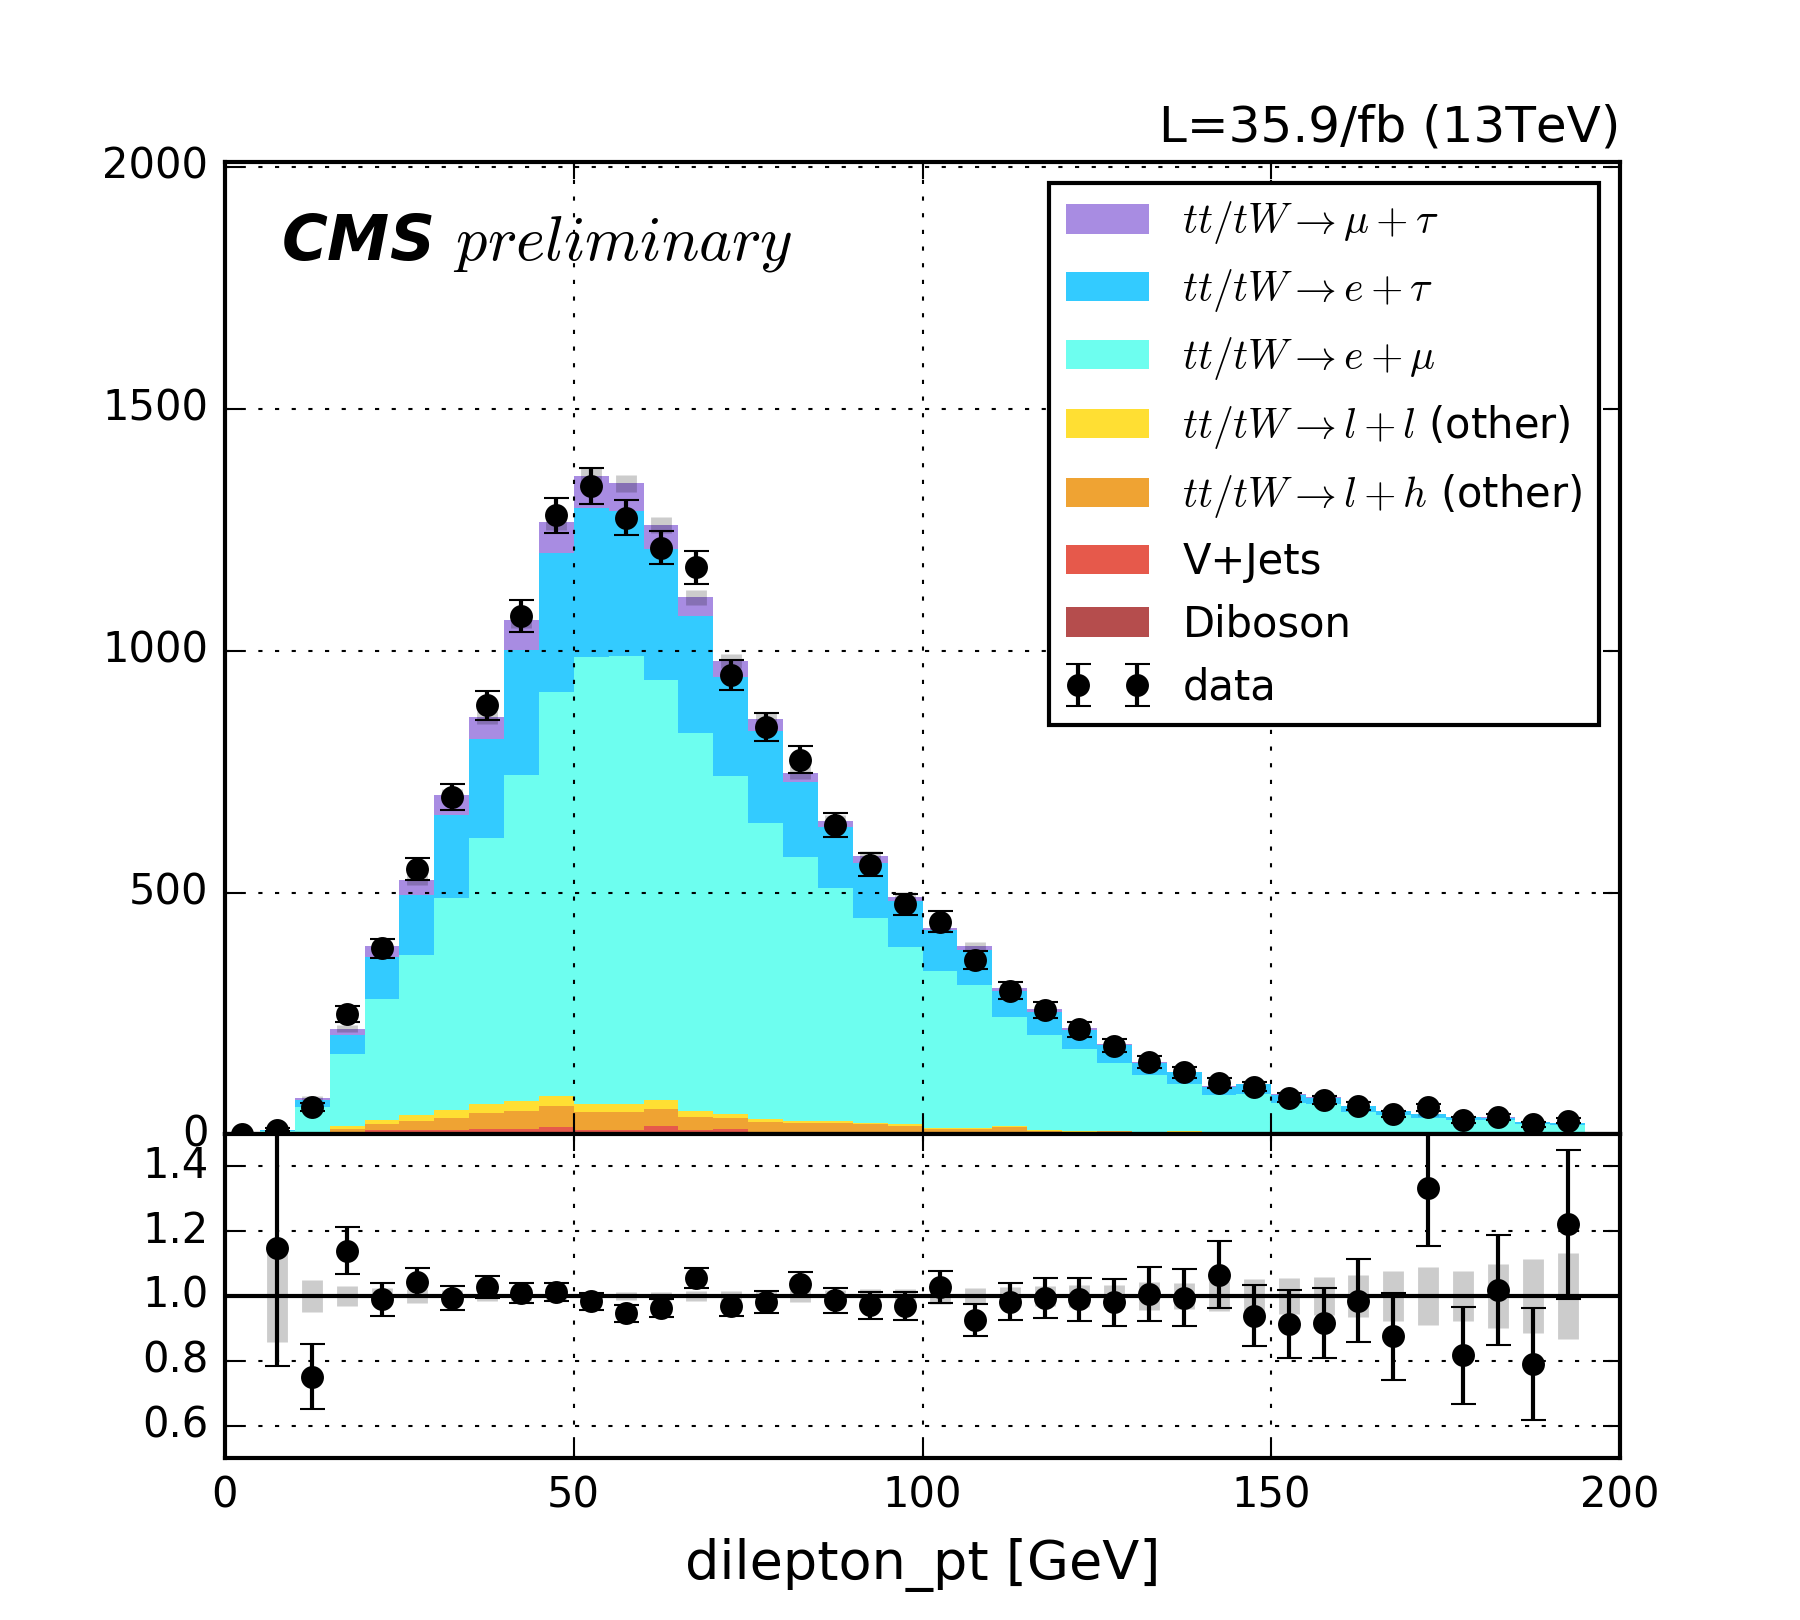 L=35.9/fb (13TeV)
2000
CMS preliminary
tt/tW → μ + τ
tt/tW → e + τ
tt/tW → e + μ
tt/tW → l + l (other)
tt/tW → l + h (other)
V+Jets
Diboson
data
1500
1000
500
0
1.4
1.2
1.0
0.8
0.6
0 50 100 150 200
dilepton_pt [GeV]